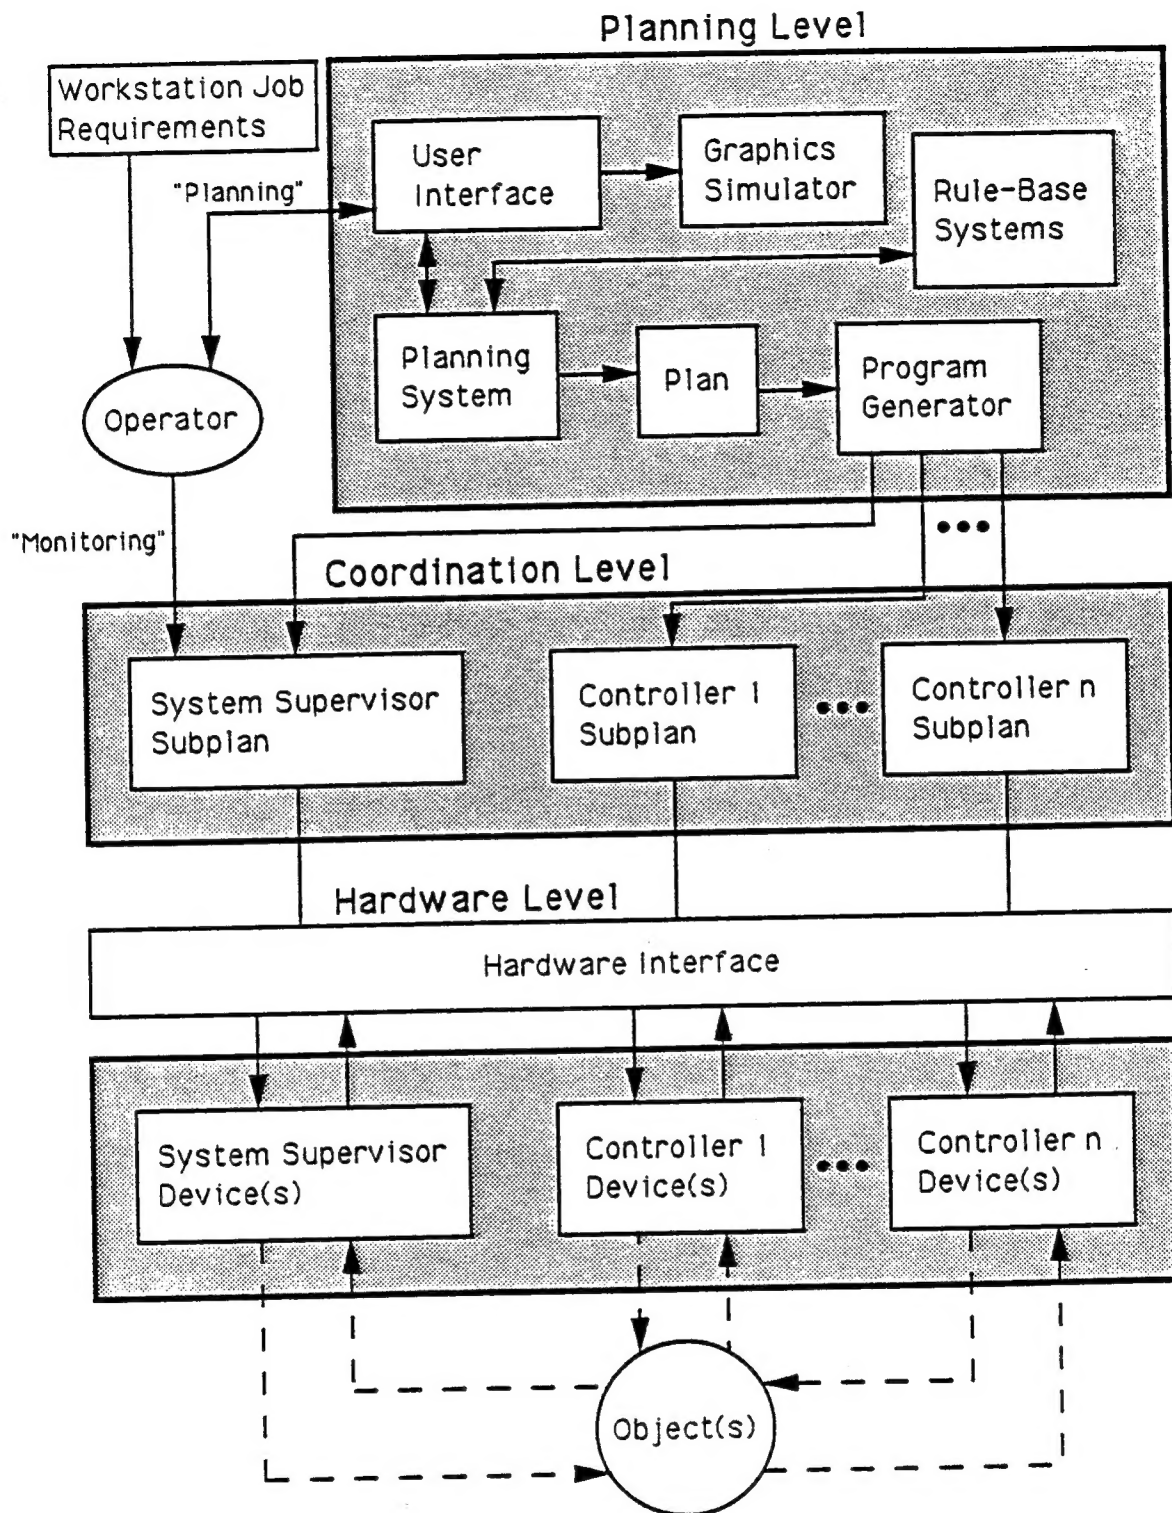 Planning Level
Workstation Job
Requirements
User
Interface
Graphics
Simulator
Rule-Base
Systems
"Planning"
Planning
System
Plan
Program
Generator
Operator
"Monitoring"
•••
Coordination Level
System Supervisor
Subplan
Controller 1
Subplan
•••
Controller n
Subplan
Hardware Level
Hardware Interface
System Supervisor
Device(s)
Controller 1
Device(s)
•••
Controller n
Device(s)
Object(s)